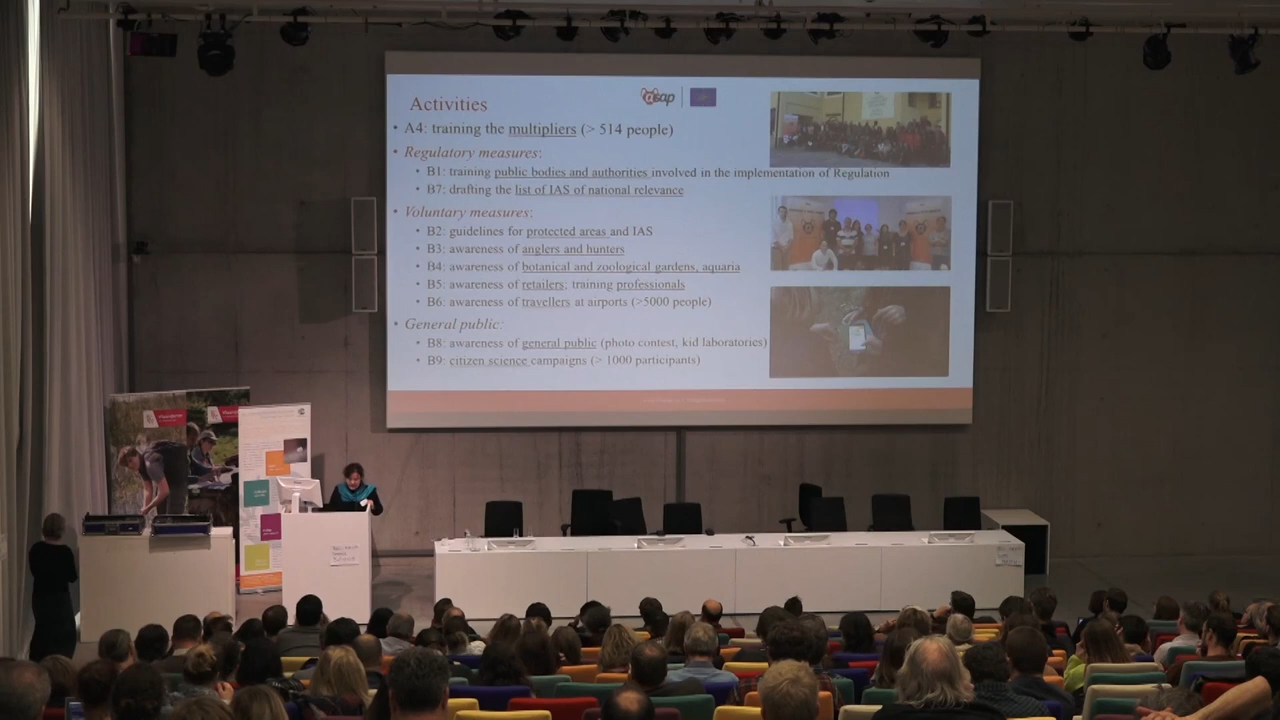 asap
Activities
• A4: training the multipliers (> 514 people)
• Regulatory measures:
• B1: training public bodies and authorities involved in the implementation of Regulation
• B7: drafting the list of IAS of national relevance
• Voluntary measures:
• B2: guidelines for protected areas and IAS
• B3: awareness of anglers and hunters
• B4: awareness of botanical and zoological gardens, aquaria
• B5: awareness of retailers; training professionals
• B6: awareness of travellers at airports (>5000 people)
• General public:
• B8: awareness of general public (photo contest, kid laboratories)
• B9: citizen science campaigns (> 1000 participants)